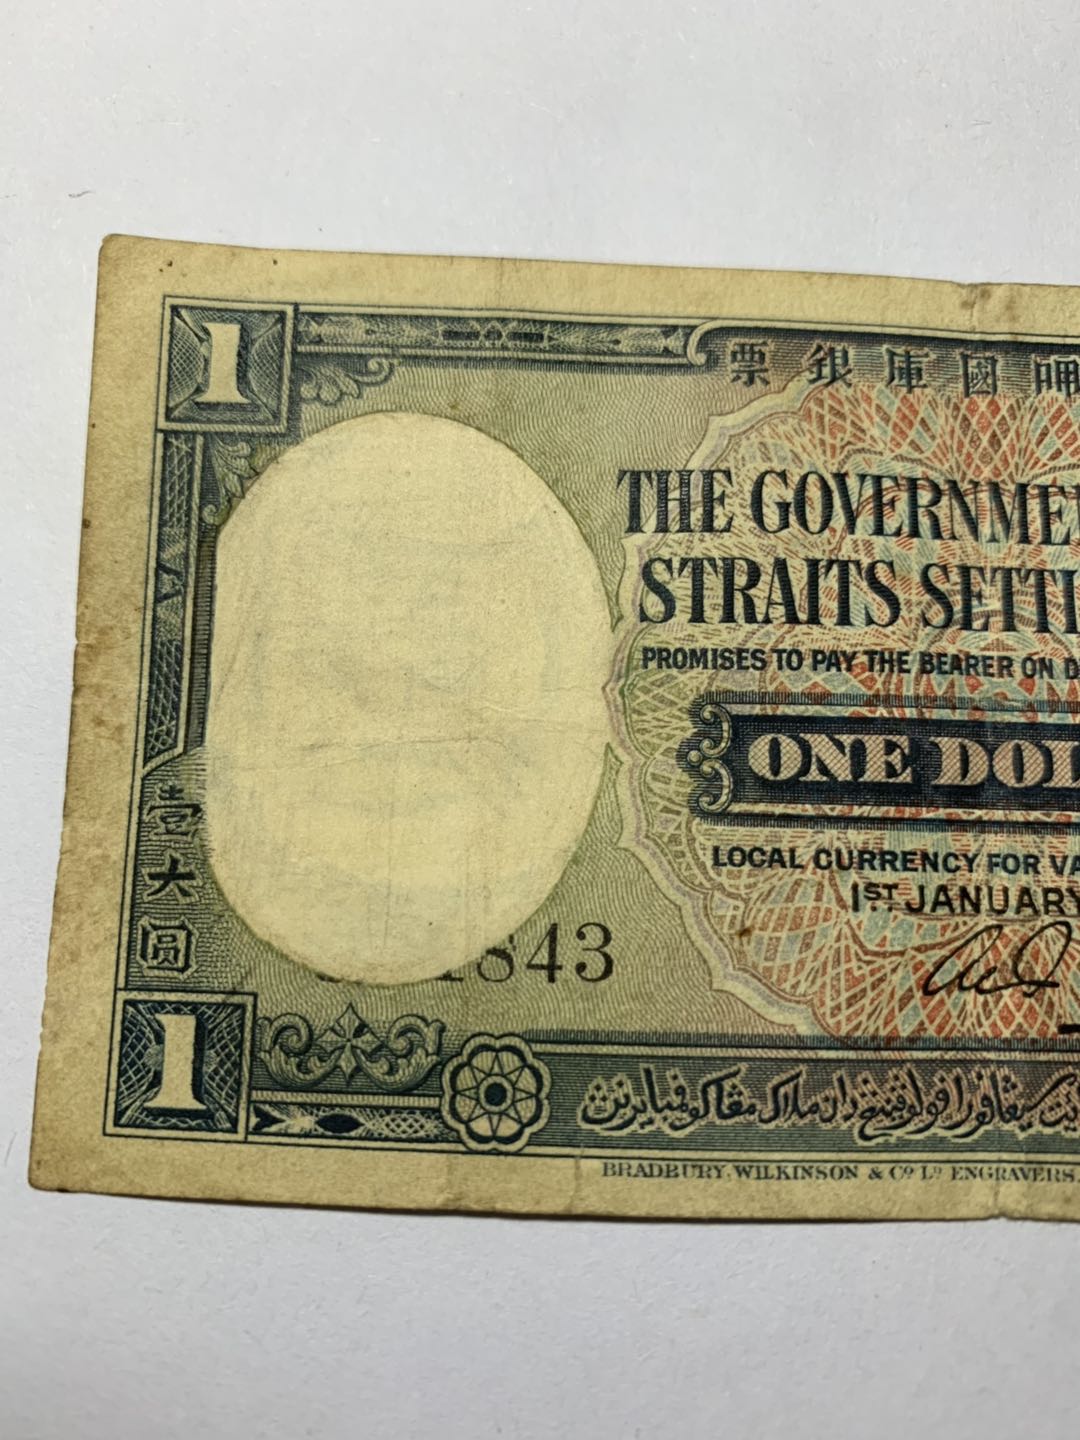 1
票銀庫國呷
THE GOVERNME
STRAITS SETTL
PROMISES TO PAY THE BEARER ON D
ONE DOL
LOCAL CURRENCY FOR VA
1ST JANUARY
壹大圓
1843
1
BRADBURY, WILKINSON & Co Ld ENGRAVERS.